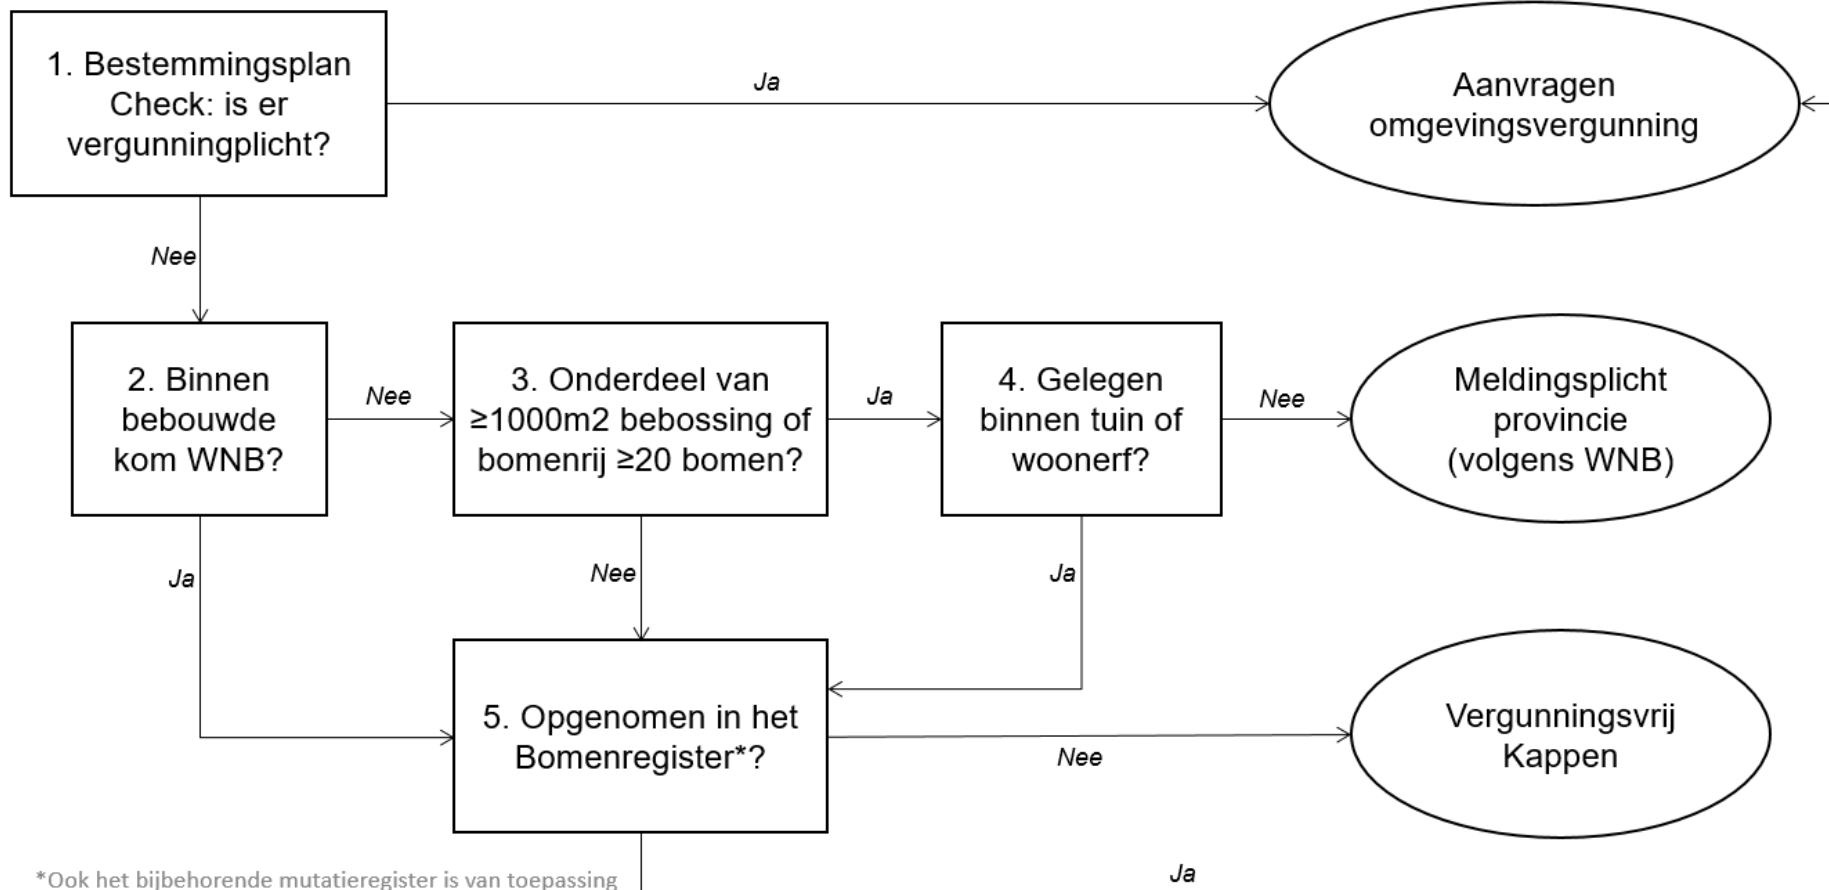 1. Bestemmingsplan
Check: is er
vergunningplicht?
Ja
Aanvragen
omgevingsvergunning
Nee
2. Binnen
bebouwde
kom WNB?
Nee
3. Onderdeel van
≥1000m2 bebossing of
bomenrij ≥20 bomen?
Ja
4. Gelegen
binnen tuin of
woonerf?
Nee
Meldingsplicht
provincie
(volgens WNB)
Ja
Nee
Ja
5. Opgenomen in het
Bomenregister*?
Nee
Vergunningsvrij
Kappen
*Ook het bijbehorende mutatieregister is van toepassing
Ja